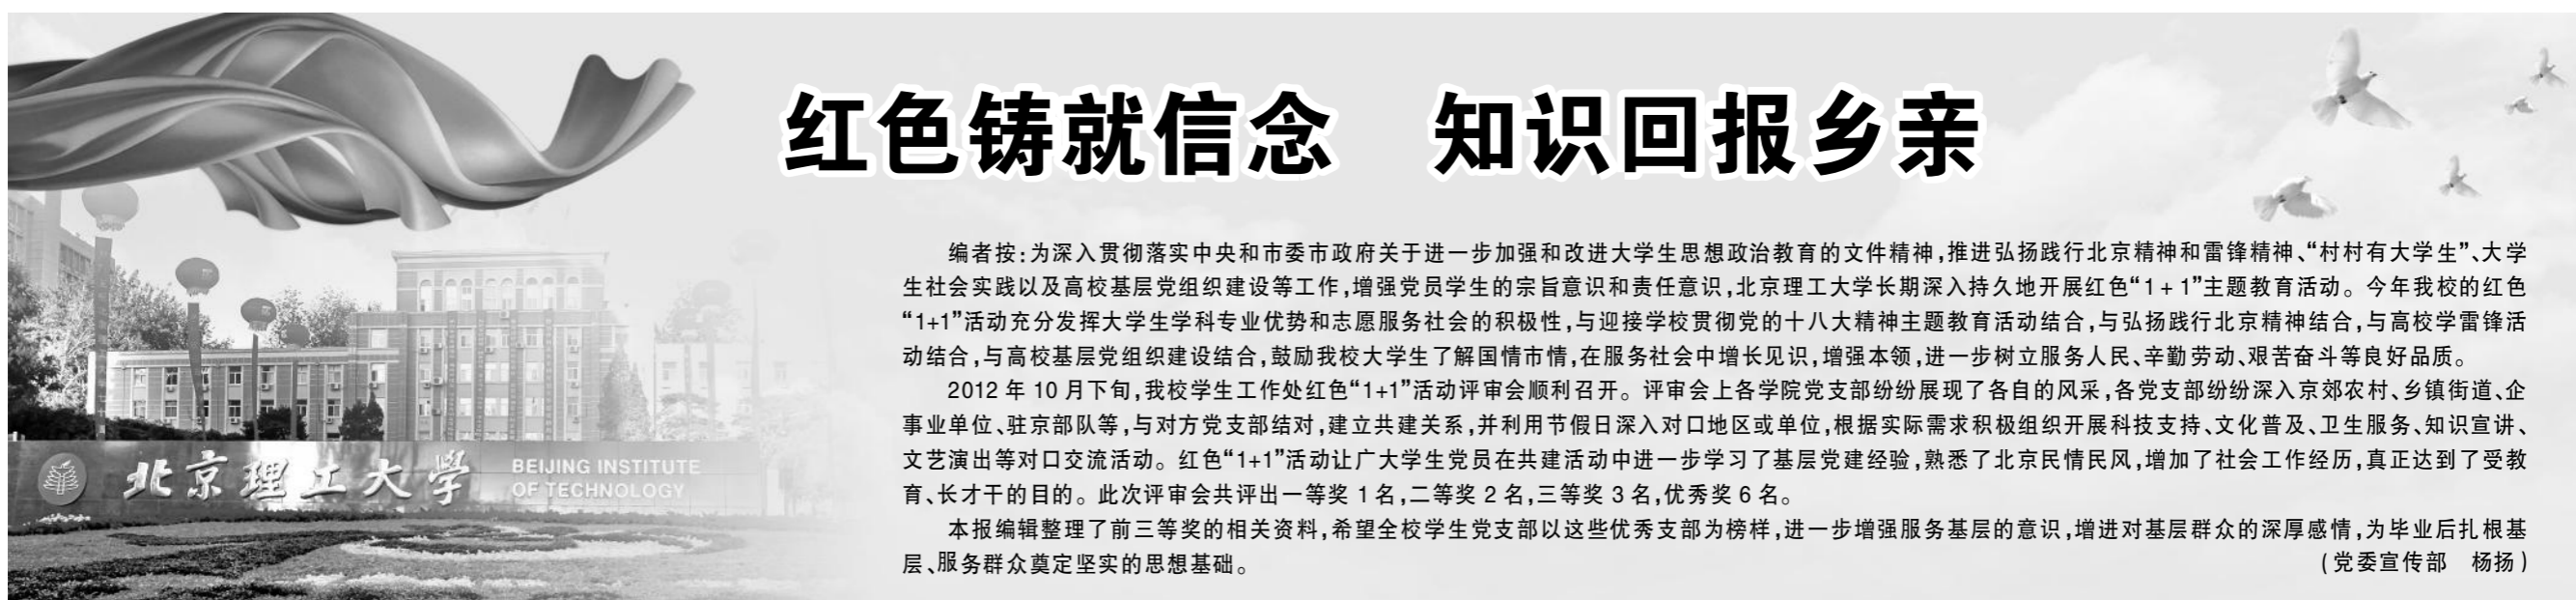 红色铸就信念 知识回报乡亲
编者按：为深入贯彻落实中央和市委市政府关于进一步加强和改进大学生思想政治教育的文件精神，推进弘扬践行北京精神和雷锋精神、“村村有大学生”、大学
生社会实践以及高校基层党组织建设等工作，增强党员学生的宗旨意识和责任意识，北京理工大学长期深入持久地开展红色“1+1”主题教育活动。今年我校的红色
“1+1”活动充分发挥大学生学科专业优势和志愿服务社会的积极性，与迎接学校贯彻党的十八大精神主题教育活动结合，与弘扬践行北京精神结合，与高校学雷锋活
动结合，与高校基层党组织建设结合，鼓励我校大学生了解国情市情，在服务社会中增长见识，增强本领，进一步树立服务人民、辛勤劳动、艰苦奋斗等良好品质。
2012 年 10 月下旬，我校学生工作处红色“1+1”活动评审会顺利召开。评审会上各学院党支部纷纷展现了各自的风采，各党支部纷纷深入京郊农村、乡镇街道、企
事业单位、驻京部队等，与对方党支部结对，建立共建关系，并利用节假日深入对口地区或单位，根据实际需求积极组织开展科技支持、文化普及、卫生服务、知识宣讲、
文艺演出等对口交流活动。红色“1+1”活动让广大学生党员在共建活动中进一步学习了基层党建经验，熟悉了北京民情民风，增加了社会工作经历，真正达到了受教
育、长才干的目的。此次评审会共评出一等奖 1 名，二等奖 2 名，三等奖 3 名，优秀奖 6 名。
本报编辑整理了前三等奖的相关资料，希望全校学生党支部以这些优秀支部为榜样，进一步增强服务基层的意识，增进对基层群众的深厚感情，为毕业后扎根基
层、服务群众奠定坚实的思想基础。
（党委宣传部 杨扬）
北京理工大学
BEIJING INSTITUTE
OF TECHNOLOGY